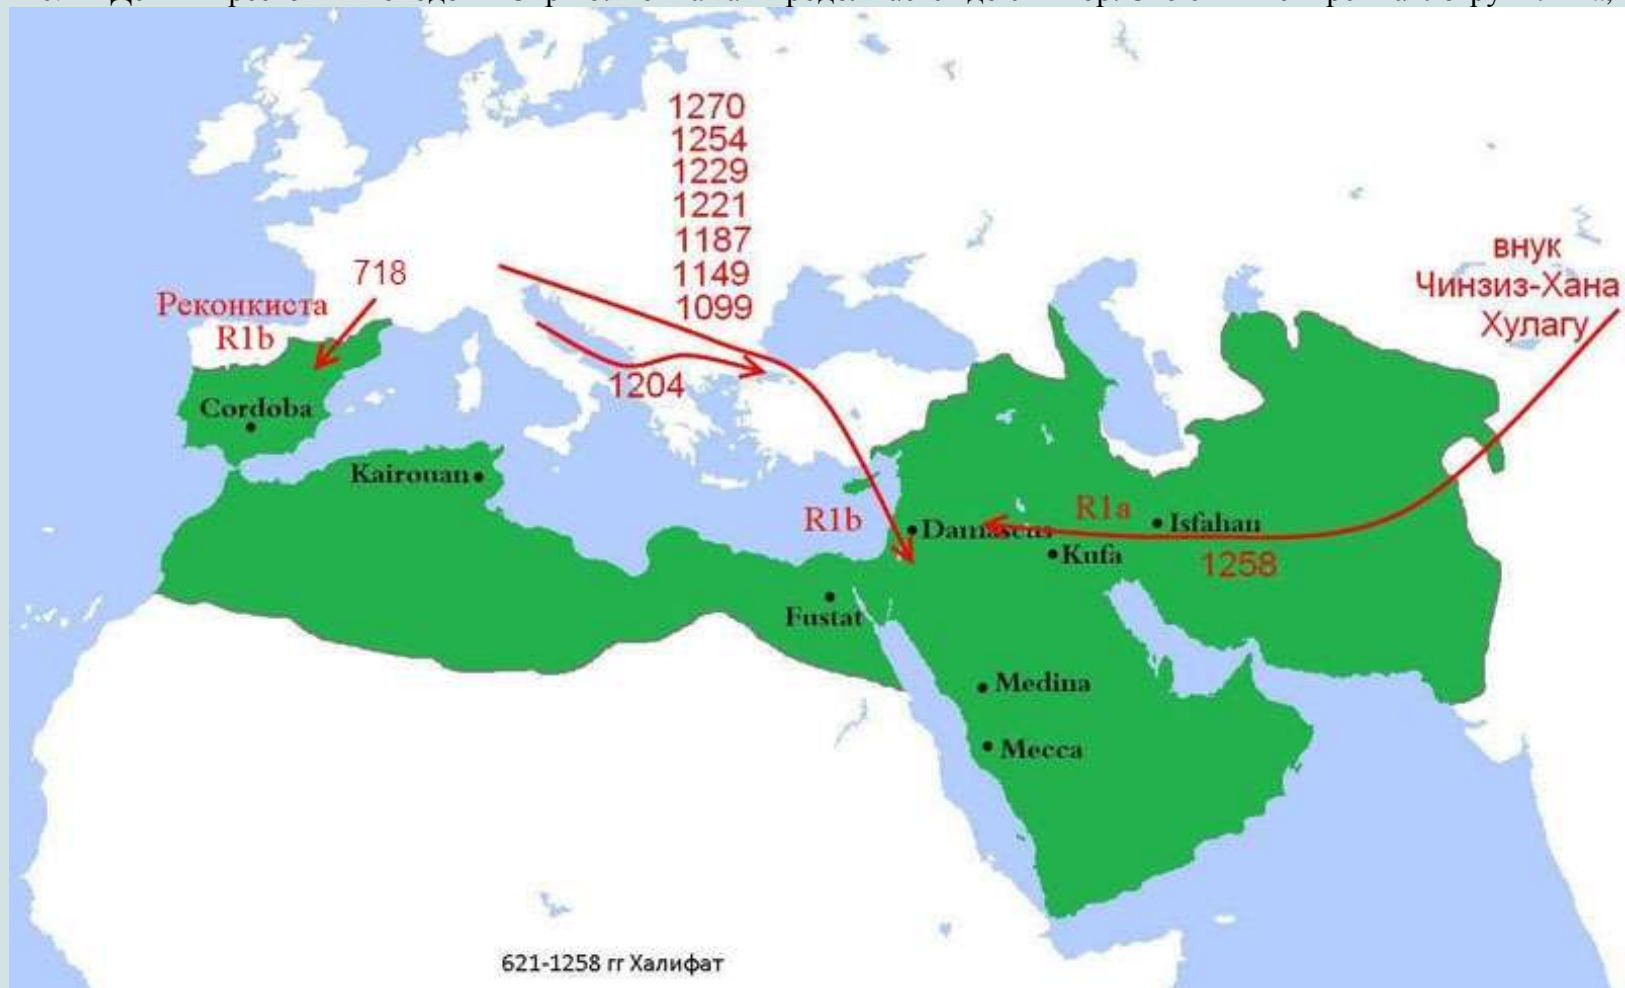 1270
1254
1229
1221
1187
1149
1099
718
Реконкиста
R1b
1204
внук
Чинзиз-Хана
Хулагу
Cordoba
Kairouan
R1b
R1a
Damascus
Isfahan
Kufa
1258
Fustat
Medina
Mecca
621-1258 гг Халифат